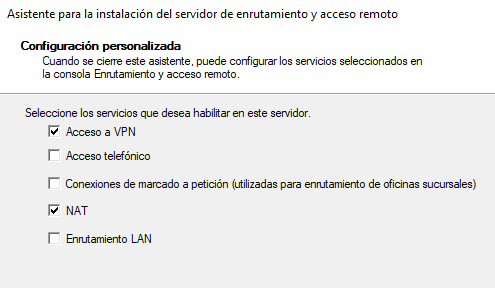 Asistente para la instalación del servidor de enrutamiento y acceso remoto
Configuración personalizada
Cuando se cierre este asistente, puede configurar los servicios seleccionados en
la consola Enrutamiento y acceso remoto.
Seleccione los servicios que desea habilitar en este servidor.
Acceso a VPN
Acceso telefónico
Conexiones de marcado a petición (utilizadas para enrutamiento de oficinas sucursales)
NAT
Enrutamiento LAN